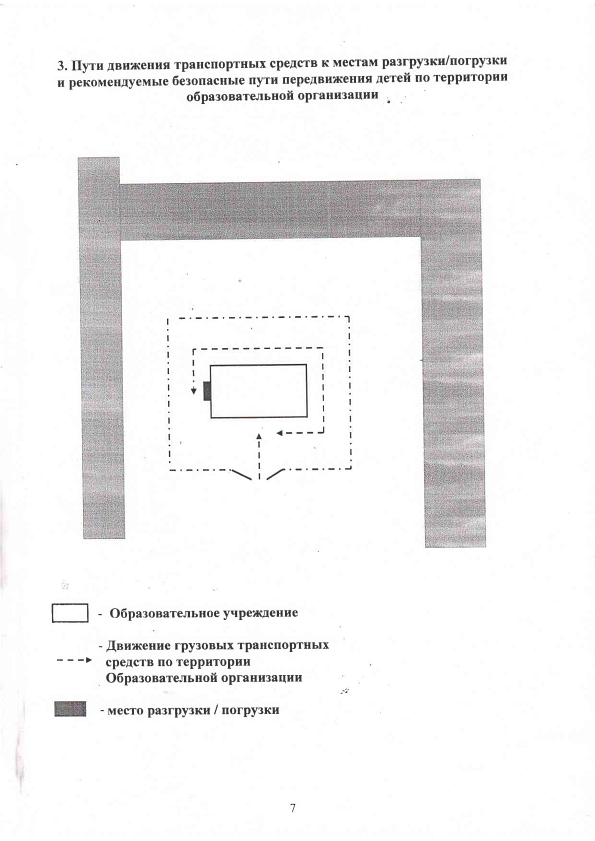 3. Пути движения транспортных средств к местам разгрузки/погрузки
и рекомендуемые безопасные пути передвижения детей по территории
образовательной организации
- Образовательное учреждение
- Движение грузовых транспортных
средств по территории
Образовательной организации
- место разгрузки / погрузки
7